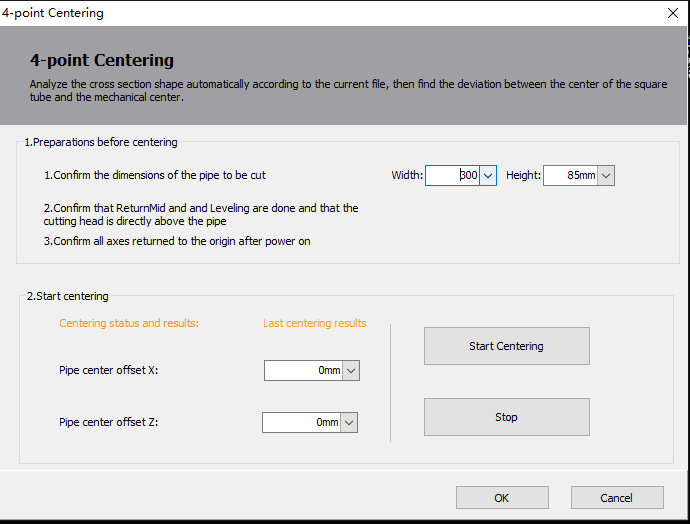 4-point Centering
4-point Centering
Analyze the cross section shape automatically according to the current file, then find the deviation between the center of the square
tube and the mechanical center.
1.Preparations before centering
1.Confirm the dimensions of the pipe to be cut
Width: 300 Height: 85mm
2.Confirm that ReturnMid and and Leveling are done and that the
cutting head is directly above the pipe
3.Confirm all axes returned to the origin after power on
2.Start centering
Centering status and results: Last centering results
Start Centering
Pipe center offset X: 0mm
Pipe center offset Z: 0mm
Stop
OK Cancel